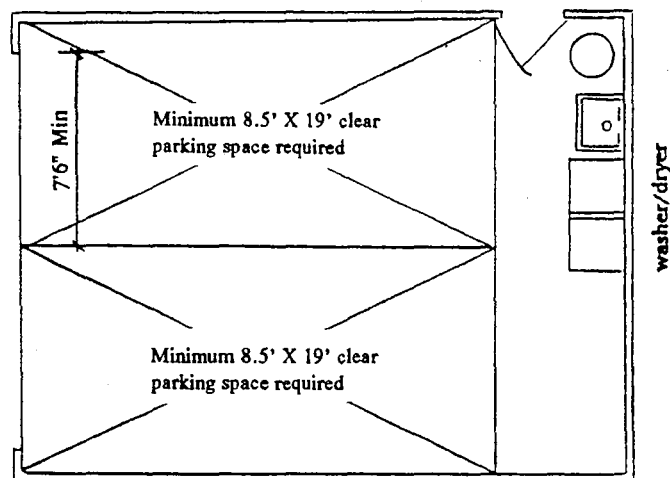 Minimum 8.5' X 19' clear
parking space required
7'6" Min
washer/dryer
Minimum 8.5' X 19' clear
parking space required